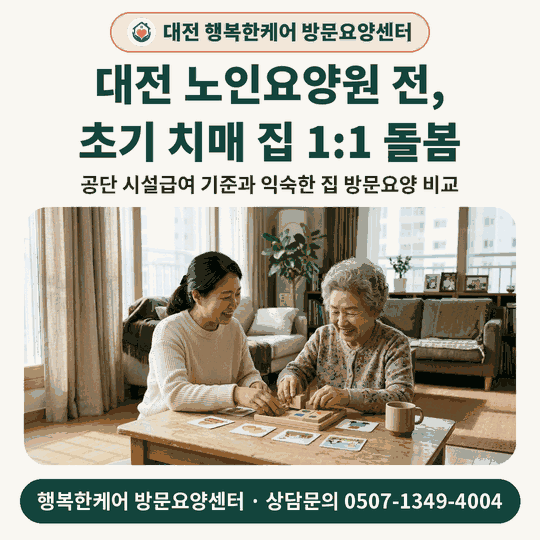 대전 행복한케어 방문요양센터
대전 노인요양원 전,
초기 치매 집 1:1 돌봄
공단 시설급여 기준과 익숙한 집 방문요양 비교
행복한케어 방문요양센터 · 상담문의 0507-1349-4004